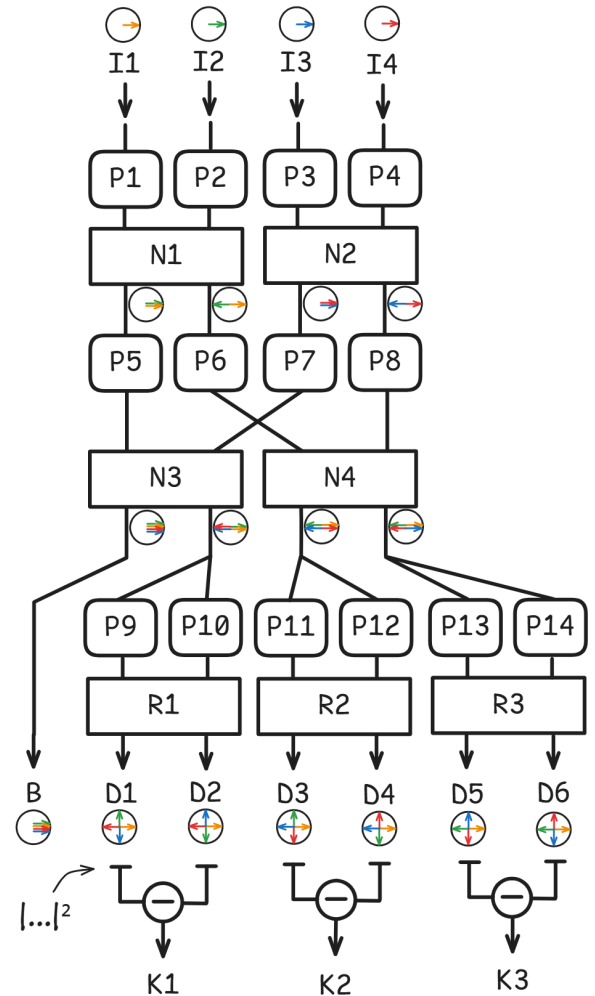 I1 I2 I3 I4
P1 P2 P3 P4
N1 N2
P5 P6 P7 P8
N3 N4
P9 P10 P11 P12 P13 P14
R1 R2 R3
B D1 D2 D3 D4 D5 D6
|...|²
K1 K2 K3